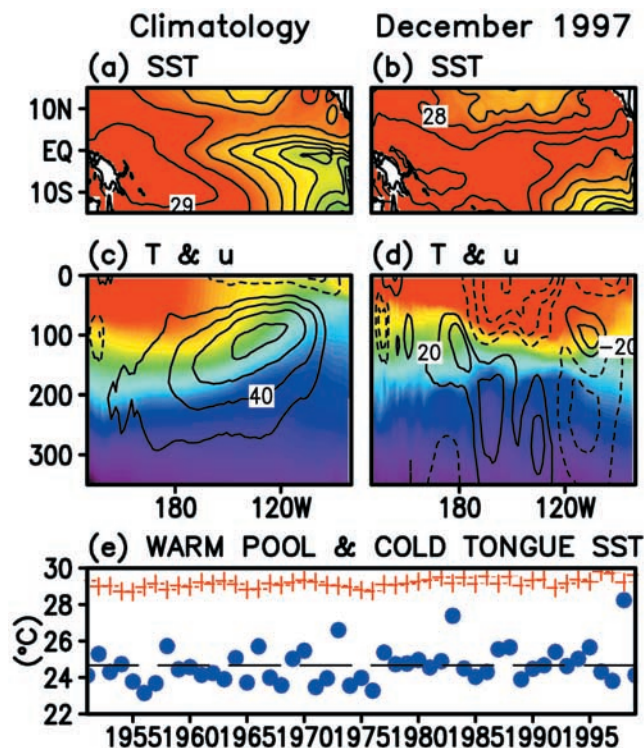 Climatology December 1997
(a) SST (b) SST
10N
EQ
10S
29
28
(c) T & u (d) T & u
0
100
200
300
40
20
-20
180 120W 180 120W
(e) WARM POOL & COLD TONGUE SST
30
28
26
24
22
(°C)
1955 1960 1965 1970 1975 1980 1985 1990 1995